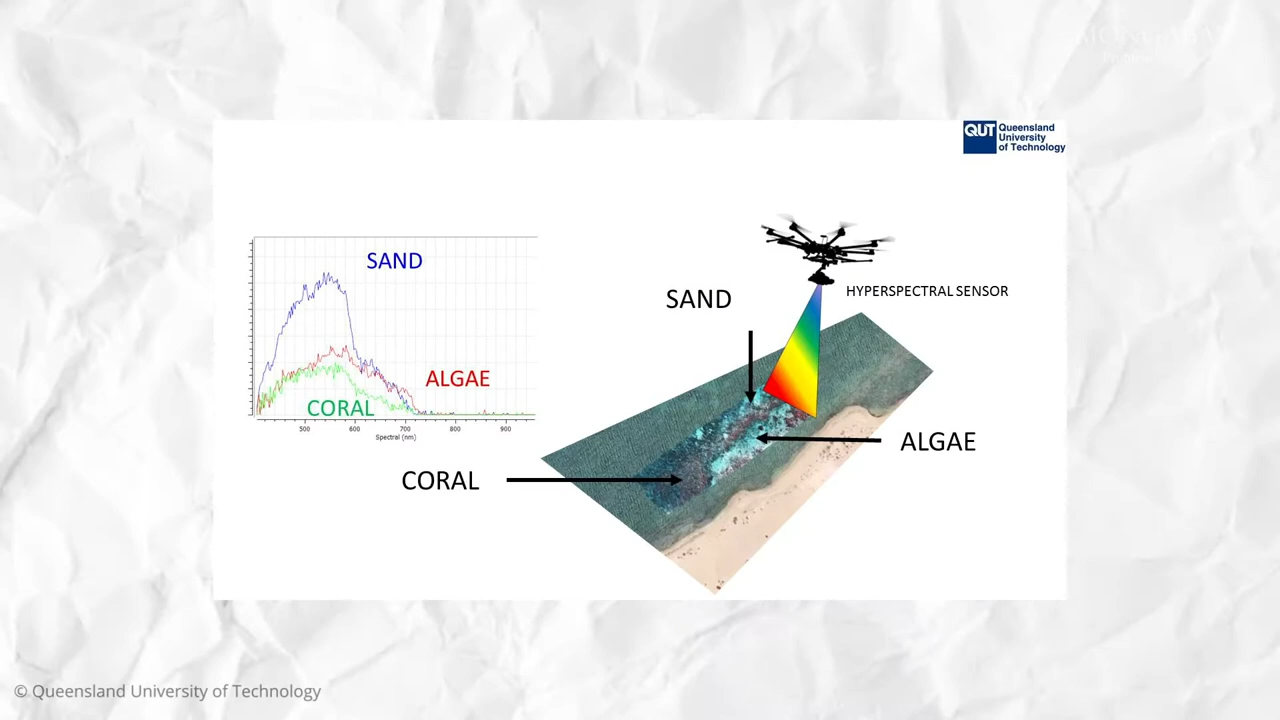 QUT Queensland
University
of Technology
SAND
ALGAE
CORAL
500 600 700 800 900
Spectral (nm)
SAND
HYPERSPECTRAL SENSOR
ALGAE
CORAL
© Queensland University of Technology